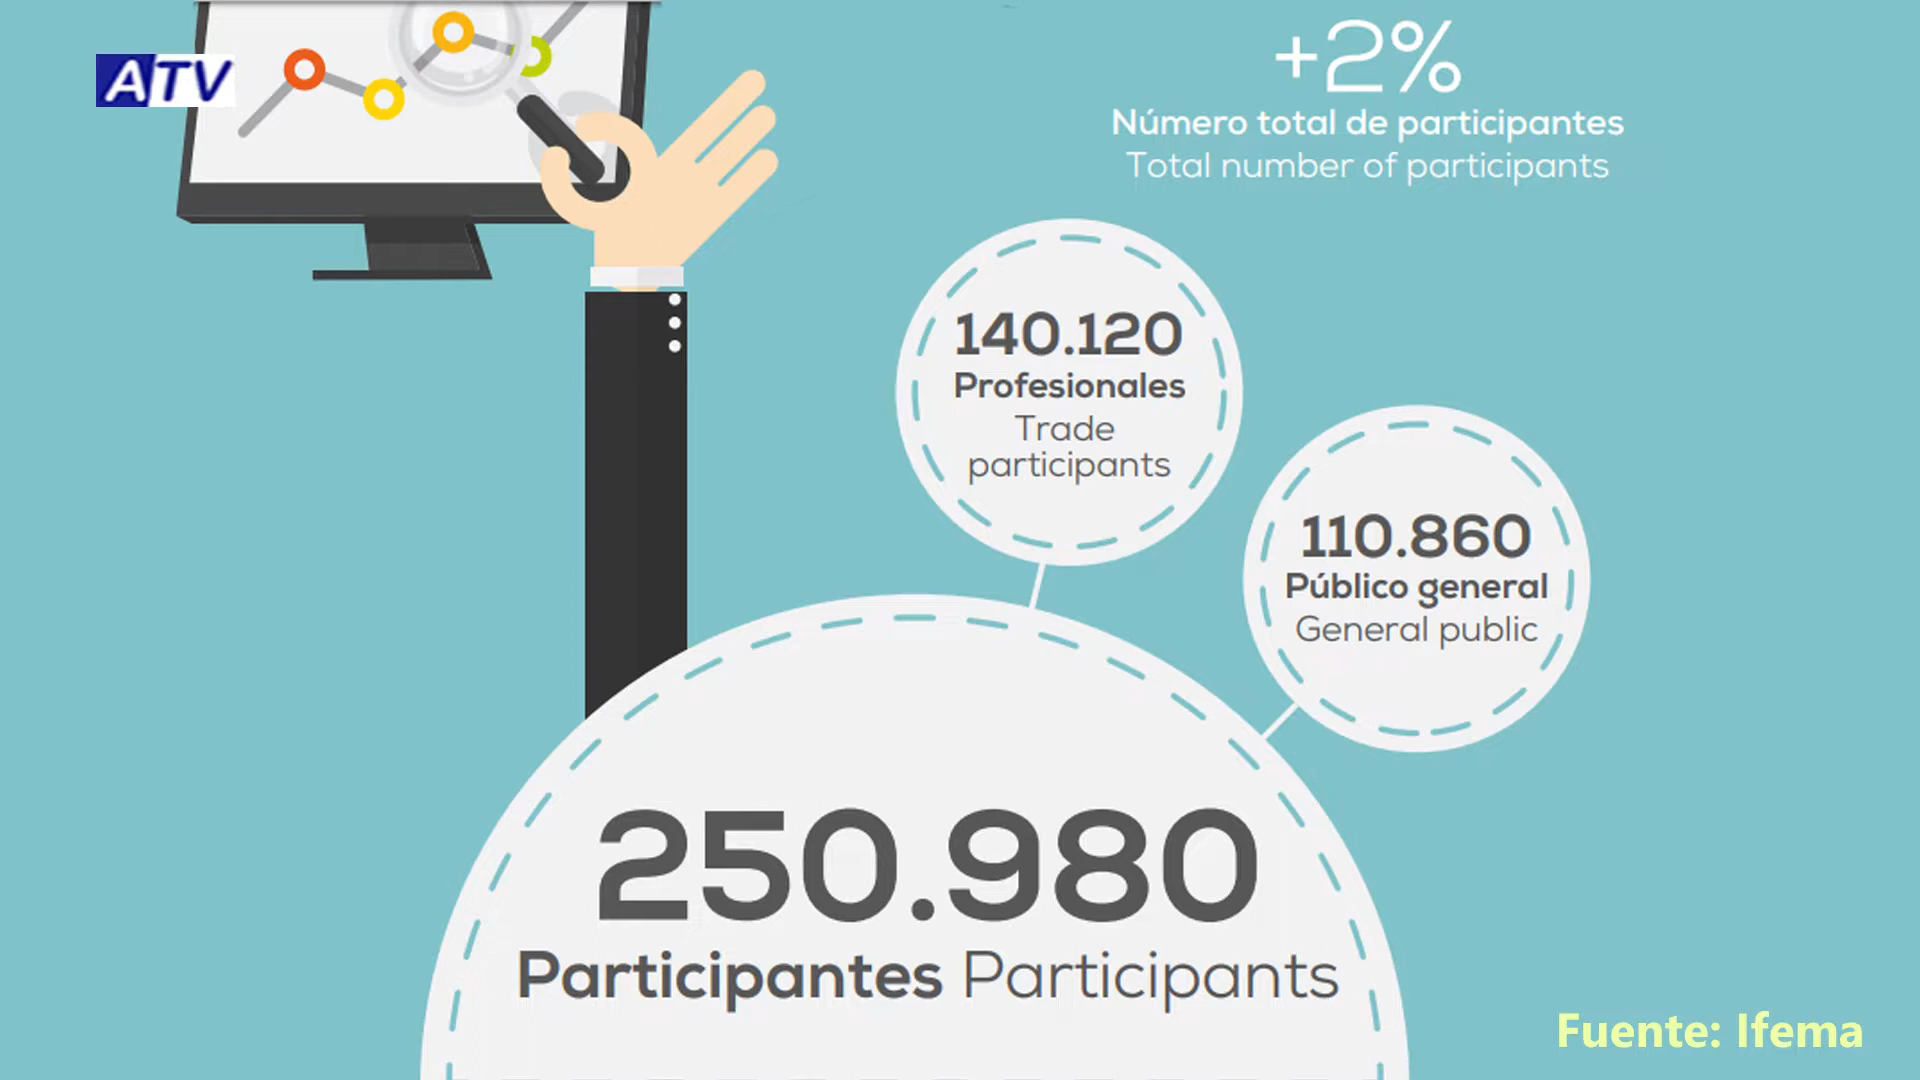 ATV
+2%
Número total de participantes
Total number of participants
140.120
Profesionales
Trade
participants
110.860
Público general
General public
250.980
Participantes Participants
Fuente: Ifema